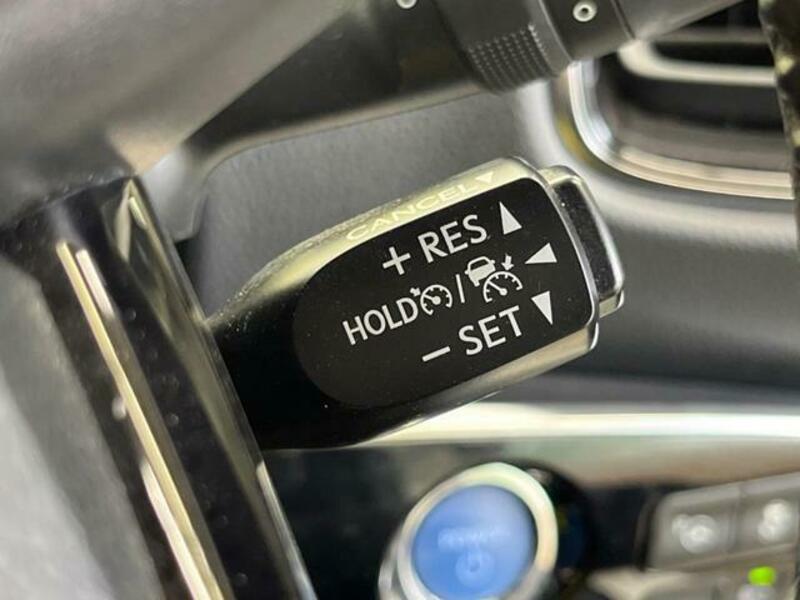 CANCEL▼
+ RES ▲
HOLD / ◀
− SET ▼